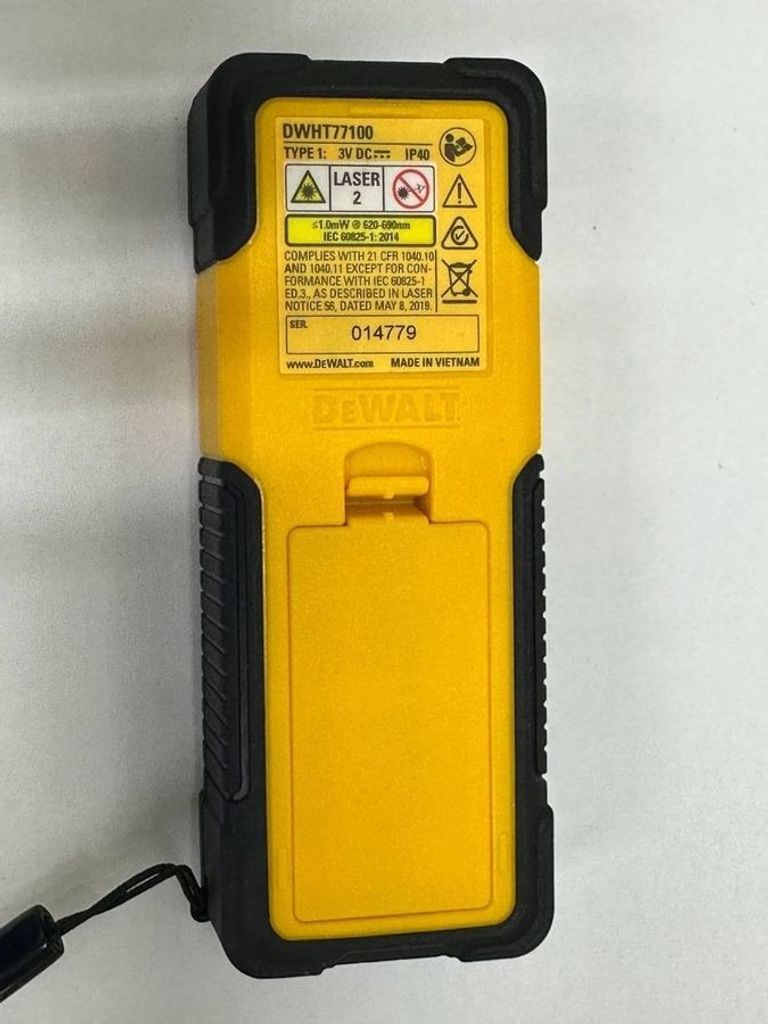 DWHT77100
TYPE 1: 3V DC IP40
LASER
2
≤1.0mW @ 620-690nm
IEC 60825-1: 2014
COMPLIES WITH 21 CFR 1040.10
AND 1040.11 EXCEPT FOR CON-
FORMANCE WITH IEC 60825-1
ED.3., AS DESCRIBED IN LASER
NOTICE 56, DATED MAY 8, 2019.
SER.
014779
www.DEWALT.com MADE IN VIETNAM
DEWALT